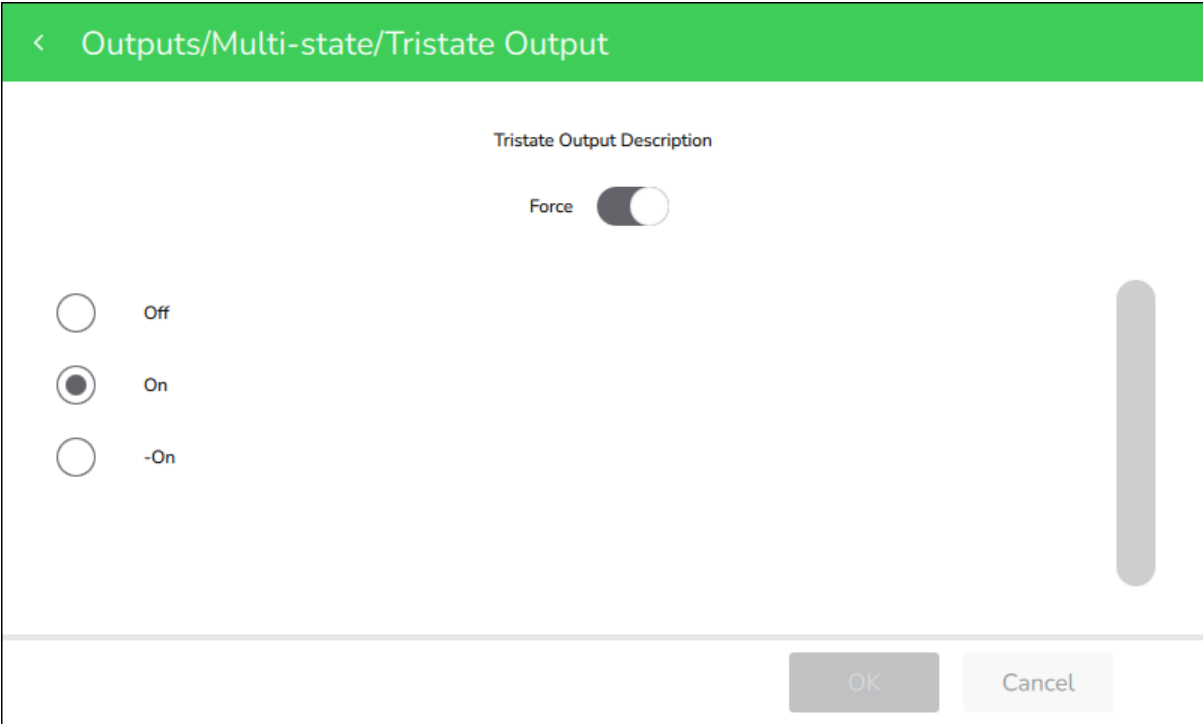 Outputs/Multi-state/Tristate Output
Tristate Output Description
Force
Off
On
-On
OK
Cancel